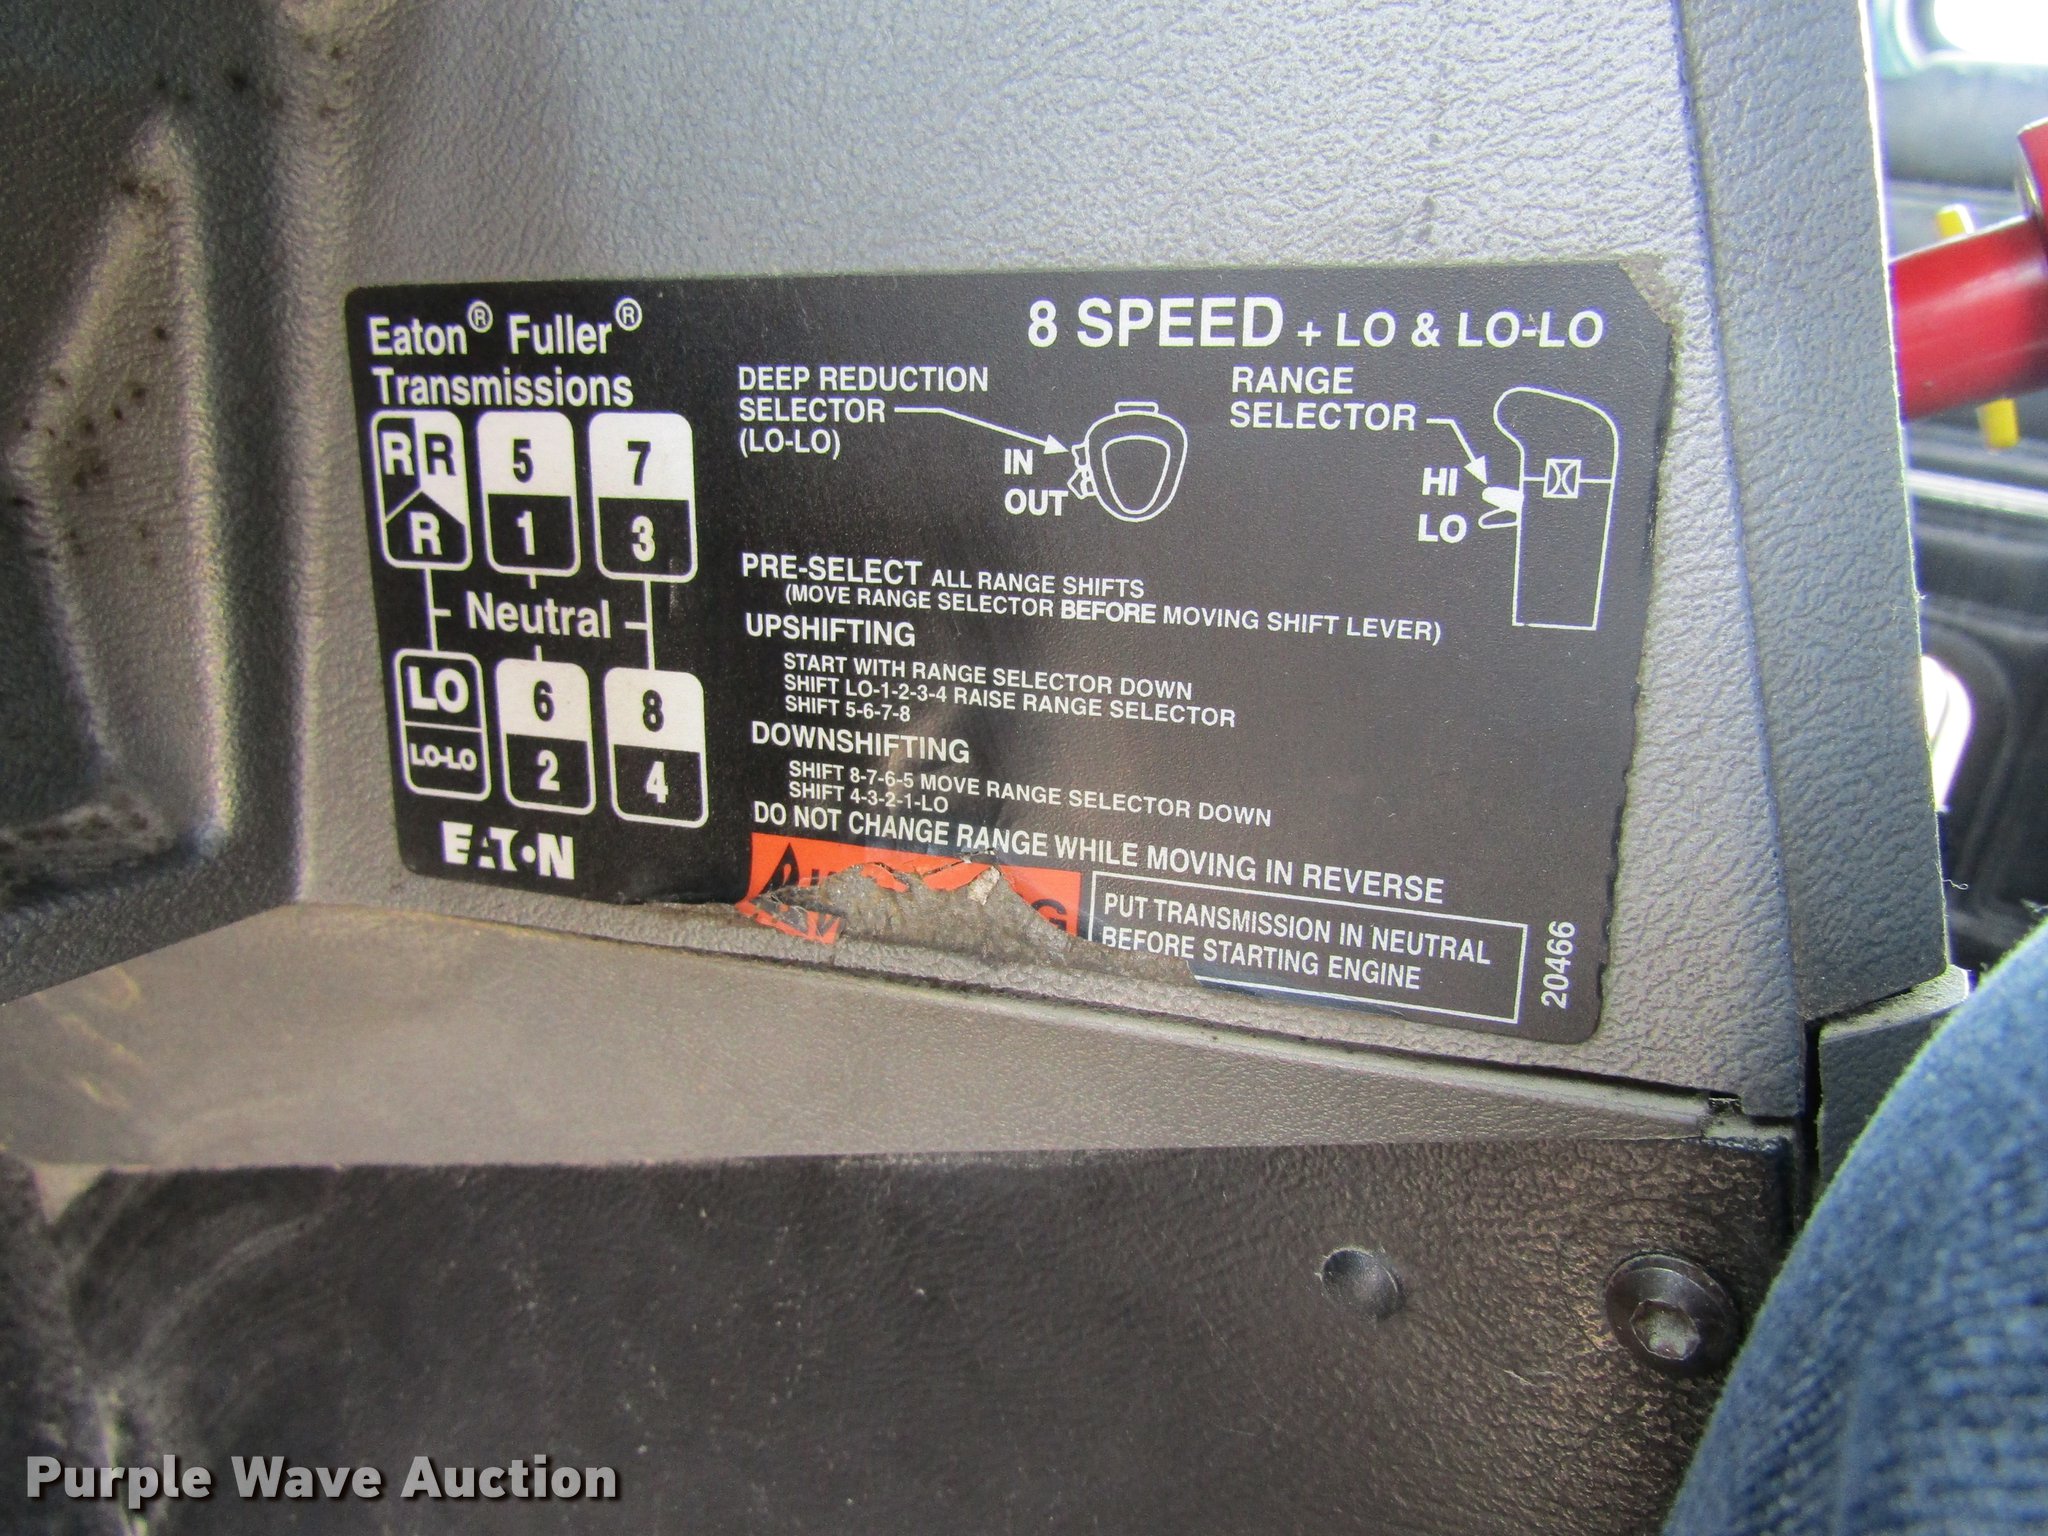 Eaton® Fuller®
Transmissions
8 SPEED + LO & LO-LO
R R
R
5
1
7
3
Neutral
LO
LO-LO
6
2
8
4
EATON
DEEP REDUCTION
SELECTOR
(LO-LO)
IN
OUT
RANGE
SELECTOR
HI
LO
PRE-SELECT ALL RANGE SHIFTS
(MOVE RANGE SELECTOR BEFORE MOVING SHIFT LEVER)
UPSHIFTING
START WITH RANGE SELECTOR DOWN
SHIFT LO-1-2-3-4 RAISE RANGE SELECTOR
SHIFT 5-6-7-8
DOWNSHIFTING
SHIFT 8-7-6-5 MOVE RANGE SELECTOR DOWN
SHIFT 4-3-2-1-LO
DO NOT CHANGE RANGE WHILE MOVING IN REVERSE
PUT TRANSMISSION IN NEUTRAL
BEFORE STARTING ENGINE
20466
Purple Wave Auction